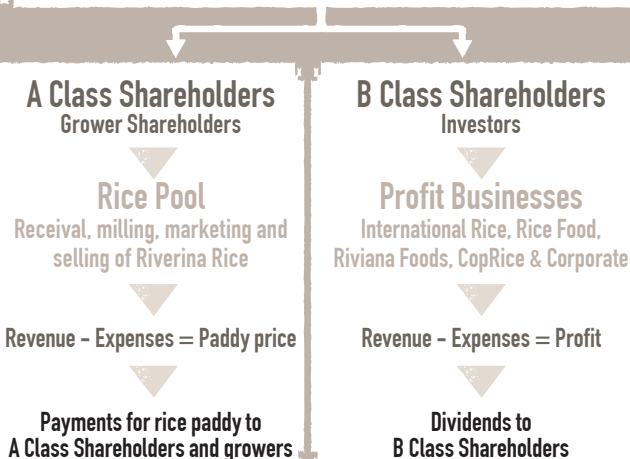 A Class Shareholders
Grower Shareholders
Rice Pool
Receival, milling, marketing and
selling of Riverina Rice
Revenue - Expenses = Paddy price
Payments for rice paddy to
A Class Shareholders and growers
B Class Shareholders
Investors
Profit Businesses
International Rice, Rice Food,
Riviana Foods, CopRice & Corporate
Revenue - Expenses = Profit
Dividends to
B Class Shareholders